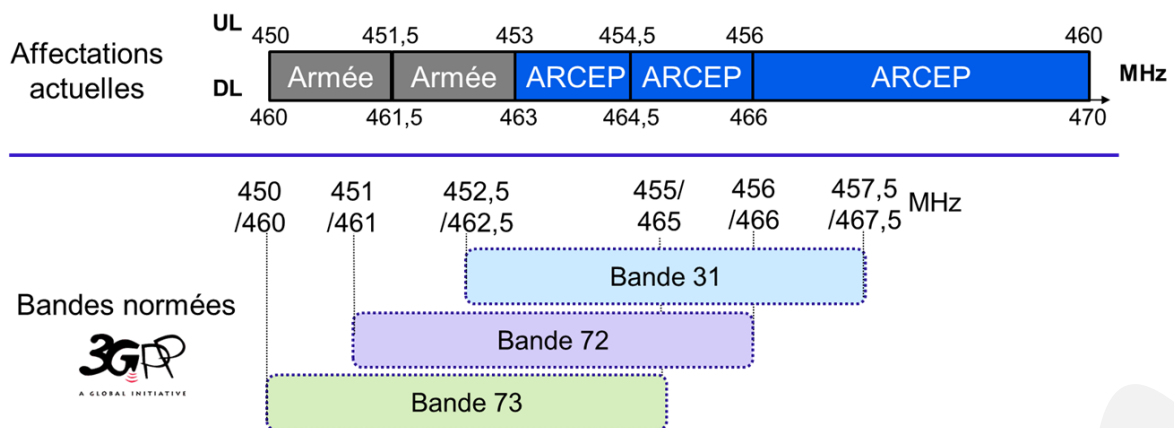 UL
450 451,5 453 454,5 456 460
Affectations
actuelles
DL
Armée Armée ARCEP ARCEP ARCEP
MHz
460 461,5 463 464,5 466 470
450
/460
451
/461
452,5
/462,5
455/
465
456
/466
457,5
/467,5
MHz
Bande 31
Bandes normées
Bande 72
3GPP
A GLOBAL INITIATIVE
Bande 73